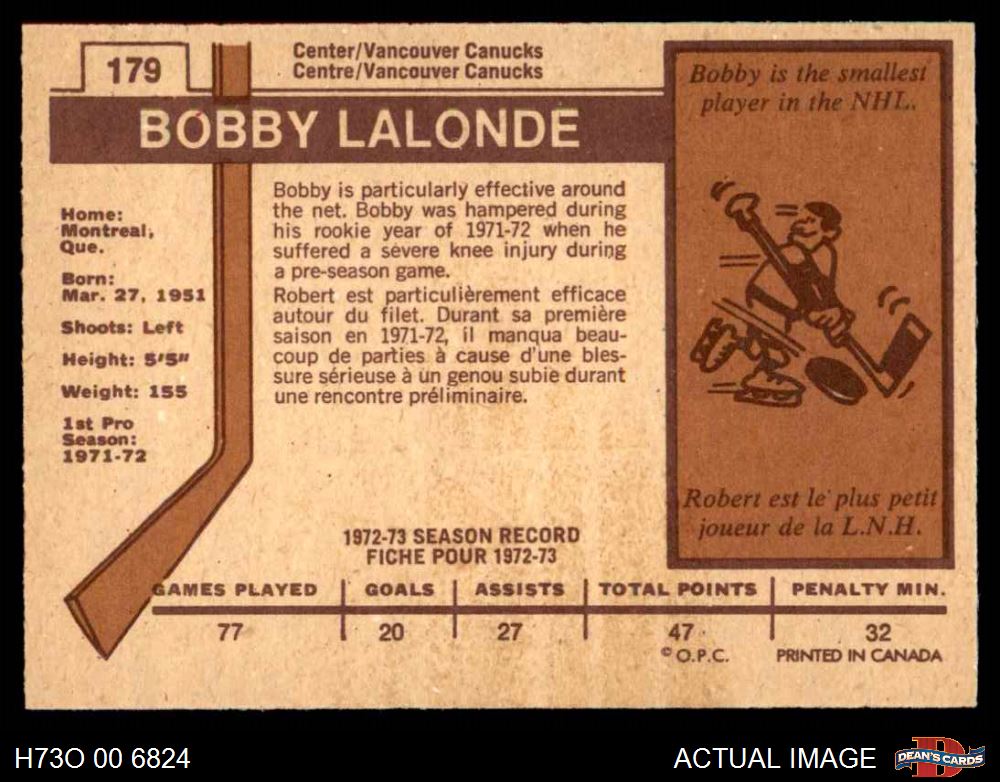 179
Center/Vancouver Canucks
Centre/Vancouver Canucks
BOBBY LALONDE
Home:
Montreal,
Que.
Born:
Mar. 27, 1951
Shoots: Left
Height: 5'5"
Weight: 155
1st Pro
Season:
1971-72
Bobby is particularly effective around
the net. Bobby was hampered during
his rookie year of 1971-72 when he
suffered a severe knee injury during
a pre-season game.
Robert est particulièrement efficace
autour du filet. Durant sa première
saison en 1971-72, il manqua beau-
coup de parties à cause d'une bles-
sure sérieuse à un genou subie durant
une rencontre préliminaire.
Bobby is the smallest
player in the NHL.
Robert est le plus petit
joueur de la L.N.H.
1972-73 SEASON RECORD
FICHE POUR 1972-73
GAMES PLAYED GOALS ASSISTS TOTAL POINTS PENALTY MIN.
77 20 27 47 32
© O.P.C. PRINTED IN CANADA
H73O 00 6824
ACTUAL IMAGE
D
DEAN'S CARDS